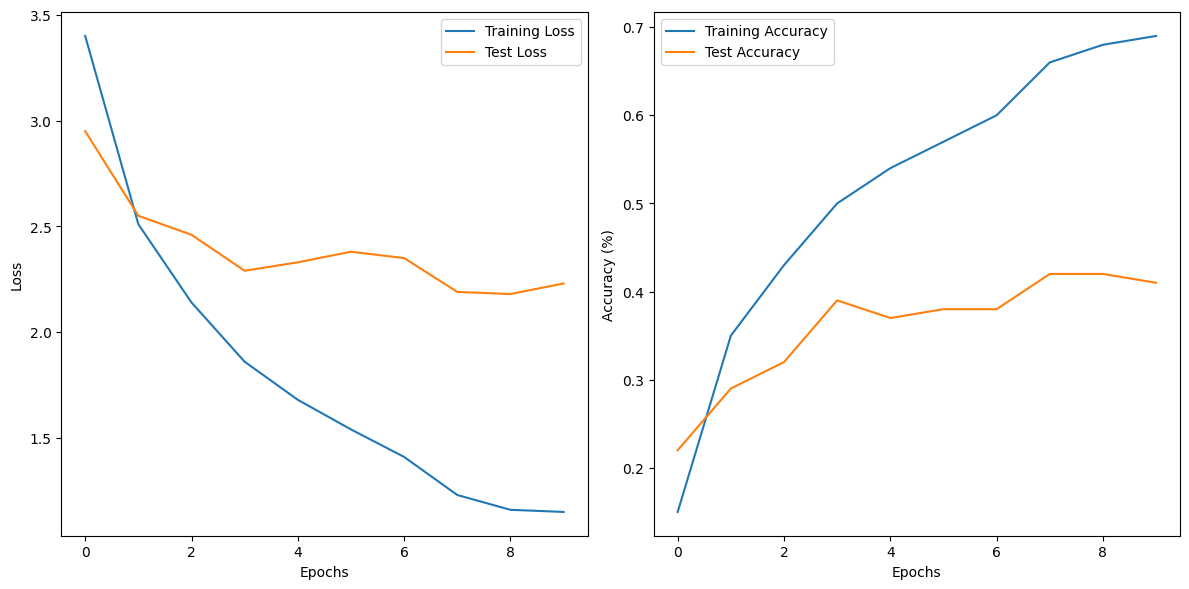 Training Loss
Test Loss
3.5
3.0
2.5
2.0
1.5
Loss
0 2 4 6 8
Epochs
Training Accuracy
Test Accuracy
0.7
0.6
0.5
0.4
0.3
0.2
Accuracy (%)
0 2 4 6 8
Epochs